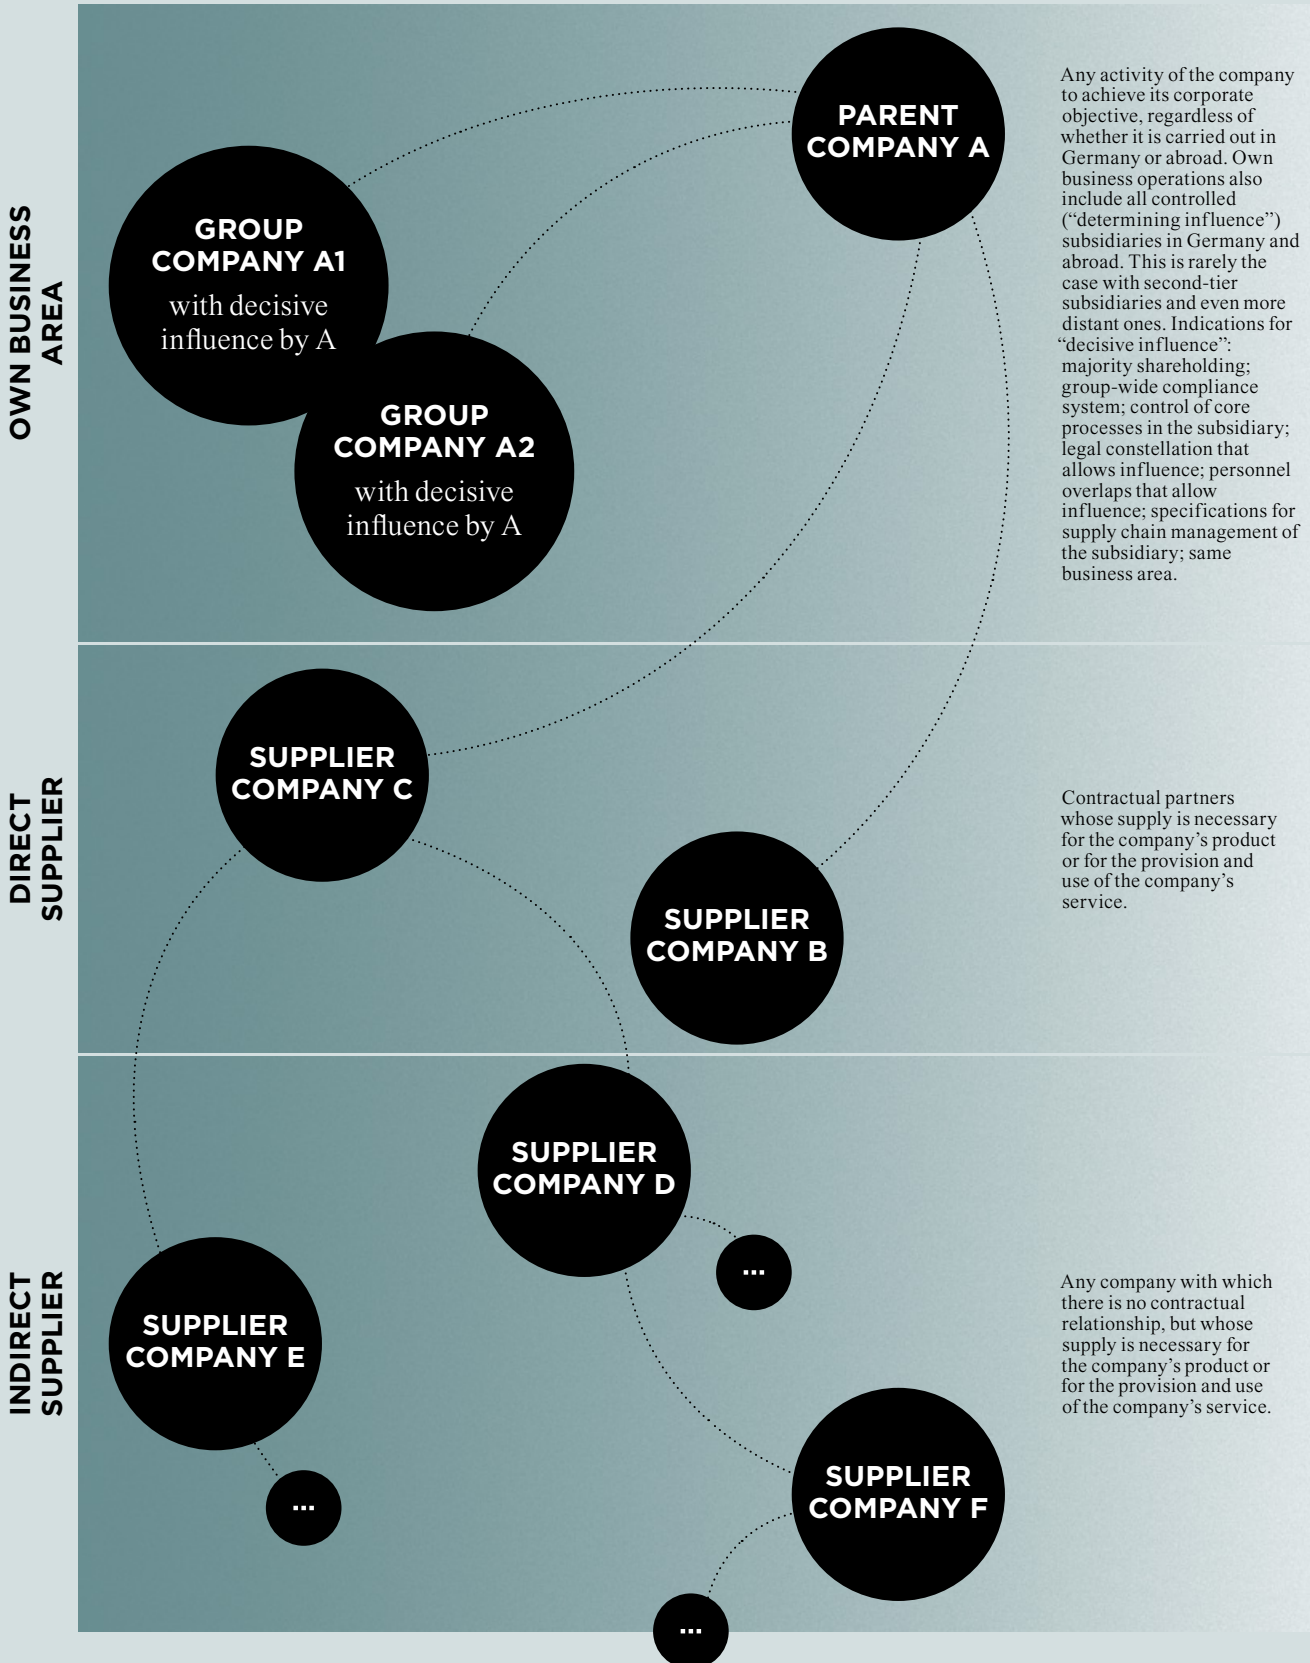 OWN BUSINESS
AREA
PARENT
COMPANY A
GROUP
COMPANY A1
with decisive
influence by A
GROUP
COMPANY A2
with decisive
influence by A
Any activity of the company
to achieve its corporate
objective, regardless of
whether it is carried out in
Germany or abroad. Own
business operations also
include all controlled
(“determining influence”)
subsidiaries in Germany and
abroad. This is rarely the
case with second-tier
subsidiaries and even more
distant ones. Indications for
“decisive influence”:
majority shareholding;
group-wide compliance
system; control of core
processes in the subsidiary;
legal constellation that
allows influence; personnel
overlaps that allow
influence; specifications for
supply chain management of
the subsidiary; same
business area.
DIRECT
SUPPLIER
SUPPLIER
COMPANY C
SUPPLIER
COMPANY B
Contractual partners
whose supply is necessary
for the company’s product
or for the provision and
use of the company’s
service.
INDIRECT
SUPPLIER
SUPPLIER
COMPANY D
...
SUPPLIER
COMPANY E
...
SUPPLIER
COMPANY F
...
Any company with which
there is no contractual
relationship, but whose
supply is necessary for
the company’s product or
for the provision and use
of the company’s service.